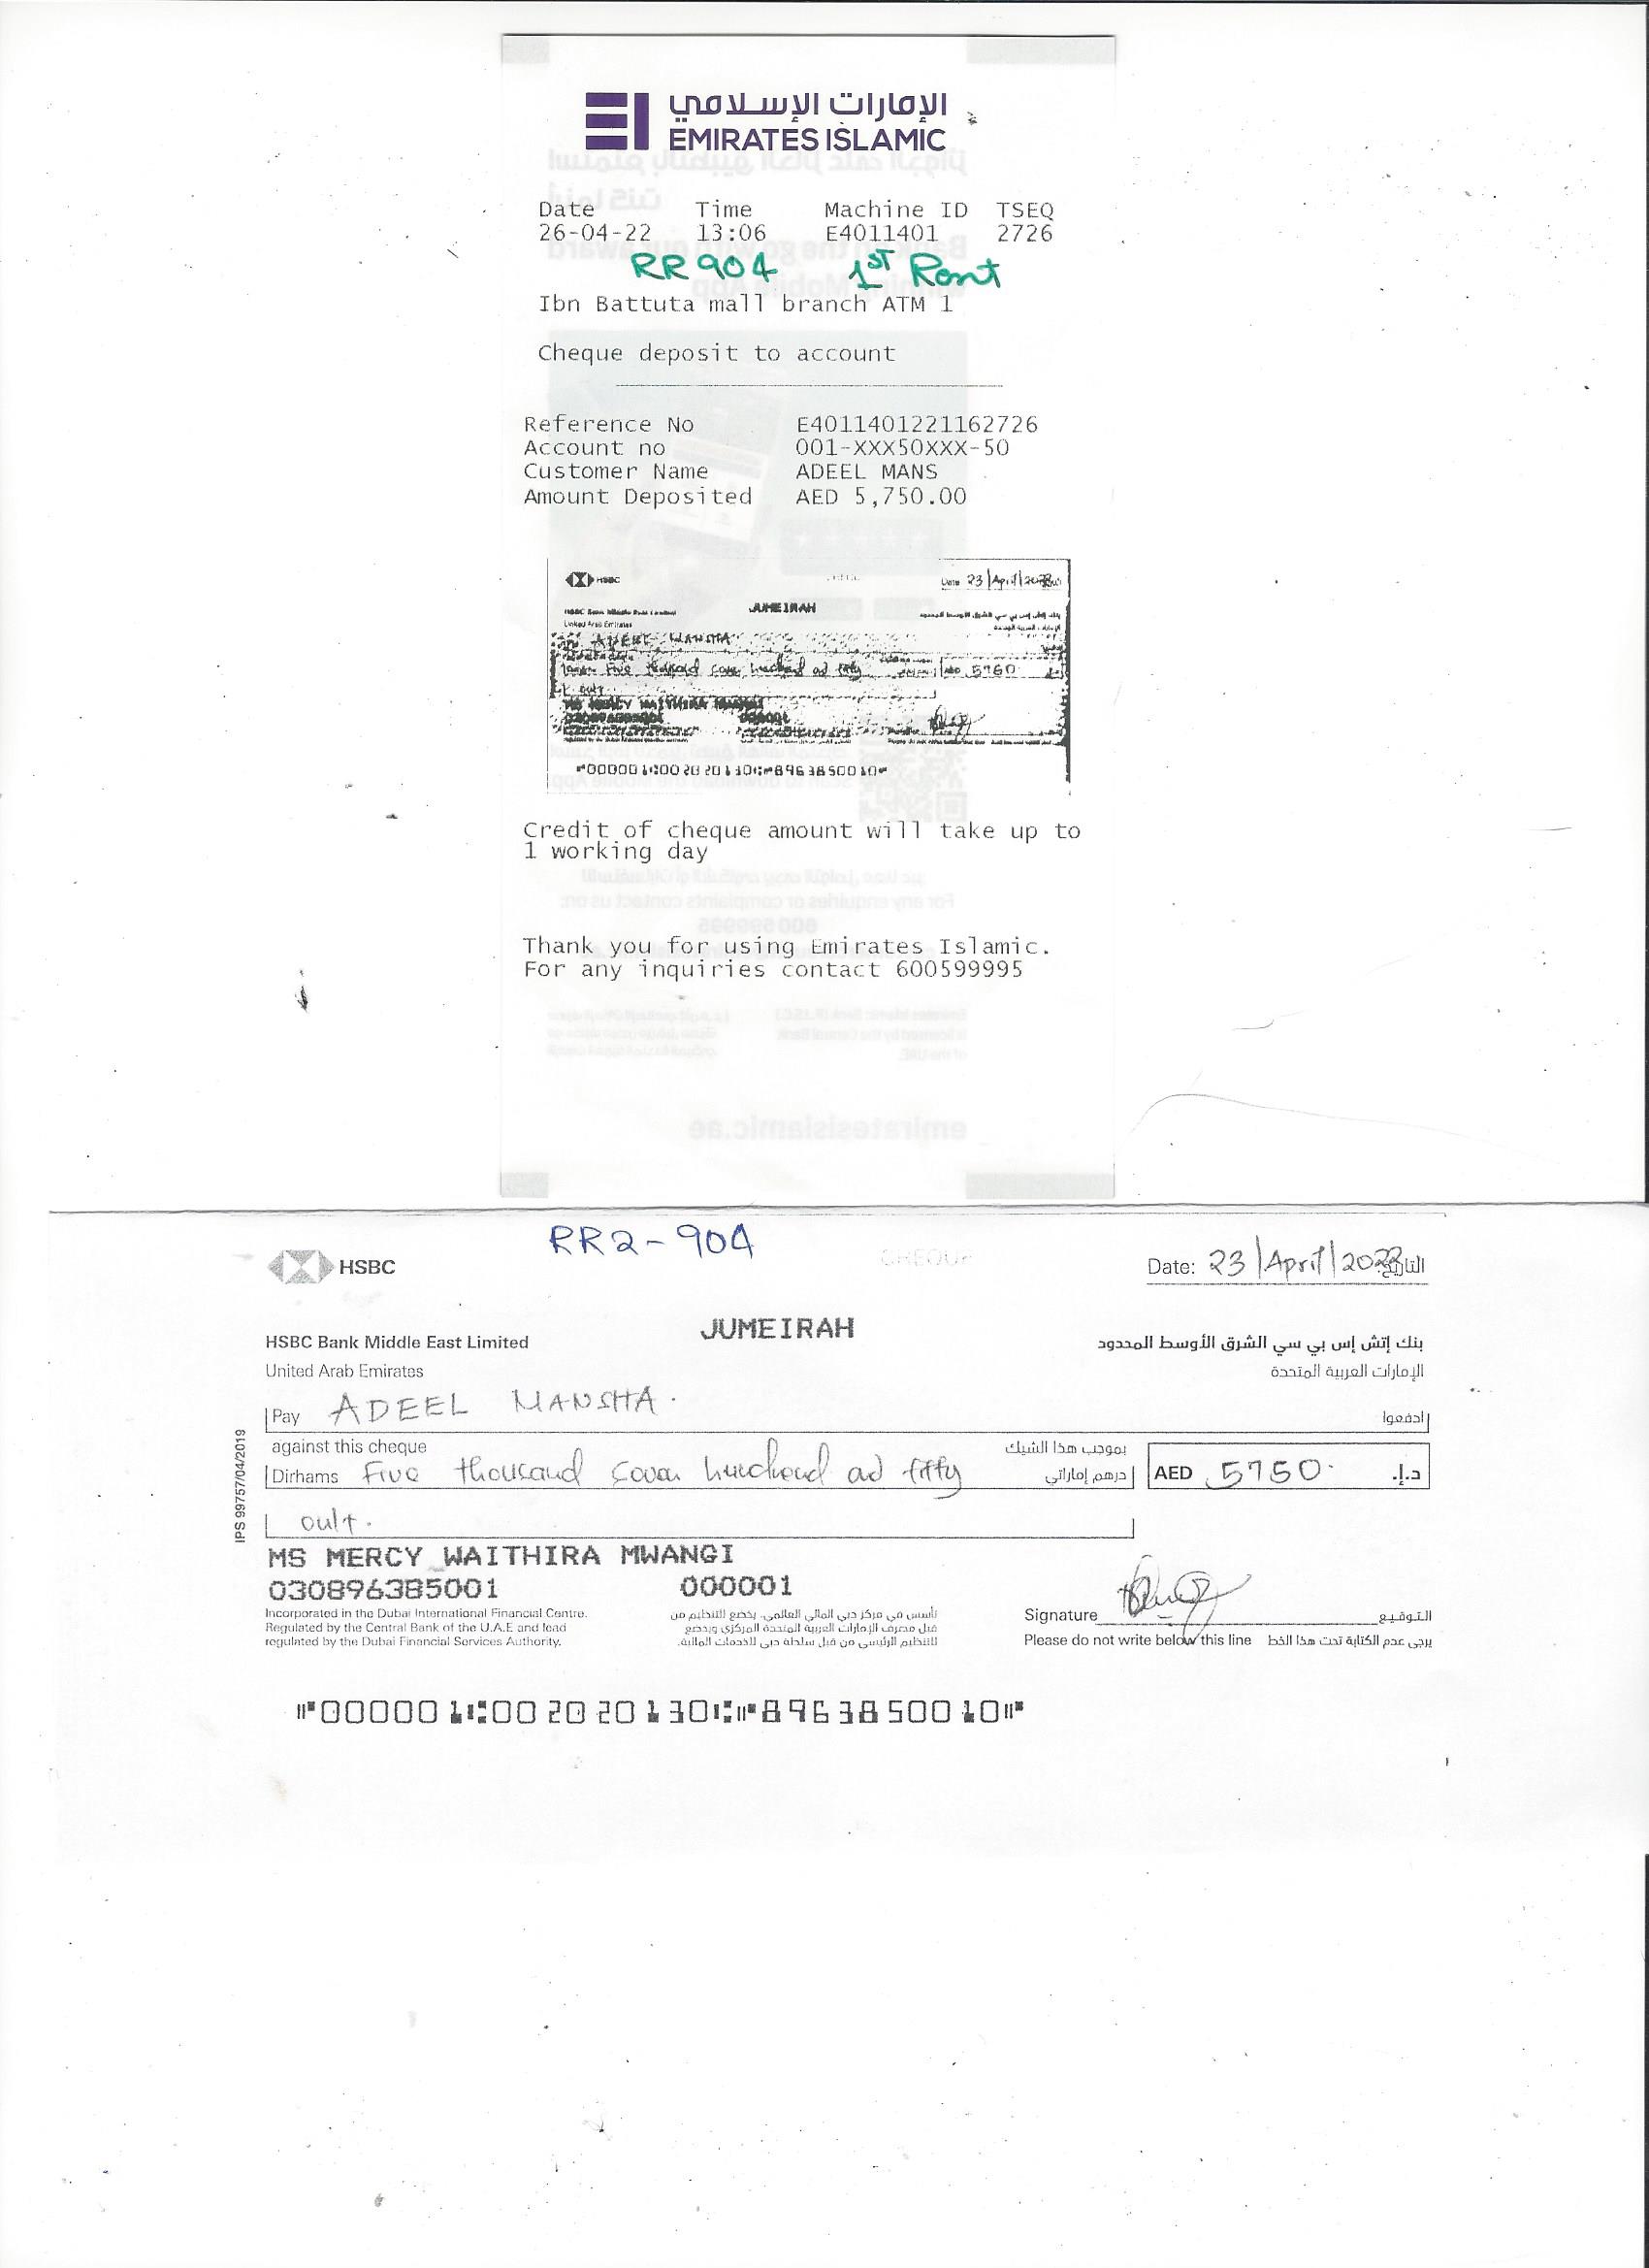 الإمارات الإسلامي
EMIRATES ISLAMIC
Date Time Machine ID TSEQ
26-04-22 13:06 E4011401 2726
RR 904 1ST Rent
Ibn Battuta mall branch ATM 1
Cheque deposit to account
Reference No E4011401221162726
Account no 001-XXX50XXX-50
Customer Name ADEEL MANS
Amount Deposited AED 5,750.00
HSBC Date 23/April/
JUMEIRAH
United Arab Emirates
ADEEL MANSHA
AED 5750
MS MERCY WAITHIRA MWANGI
030896385001 000001
⑈000001⑆002020130⑆⑈896385001 0⑈
Credit of cheque amount will take up to
1 working day
Thank you for using Emirates Islamic.
For any inquiries contact 600599995
emiratesislamic.ae
RR2-904
HSBC CHEQUE Date: 23/April/ التاريخ:
JUMEIRAH
HSBC Bank Middle East Limited بنك إتش إس بي سي الشرق الأوسط المحدود
United Arab Emirates الإمارات العربية المتحدة
Pay ADEEL MANSHA. ادفعوا
against this cheque بموجب هذا الشيك
Dirhams Five thousand seven hundred ad fifty درهم إماراتي AED 5750. د.إ.
IPS 99757/04/2019
MS MERCY WAITHIRA MWANGI
030896385001 000001
Incorporated in the Dubai International Financial Centre. تأسس في مركز دبي المالي العالمي. يخضع للتنظيم من
Regulated by the Central Bank of the U.A.E and lead قبل مصرف الإمارات العربية المتحدة المركزي ويخضع
regulated by the Dubai Financial Services Authority. للتنظيم الرئيسي من قبل سلطة دبي للخدمات المالية.
Signature التوقيع
Please do not write below this line يرجى عدم الكتابة تحت هذا الخط
⑈000001⑆002020130⑆⑈896385001 0⑈